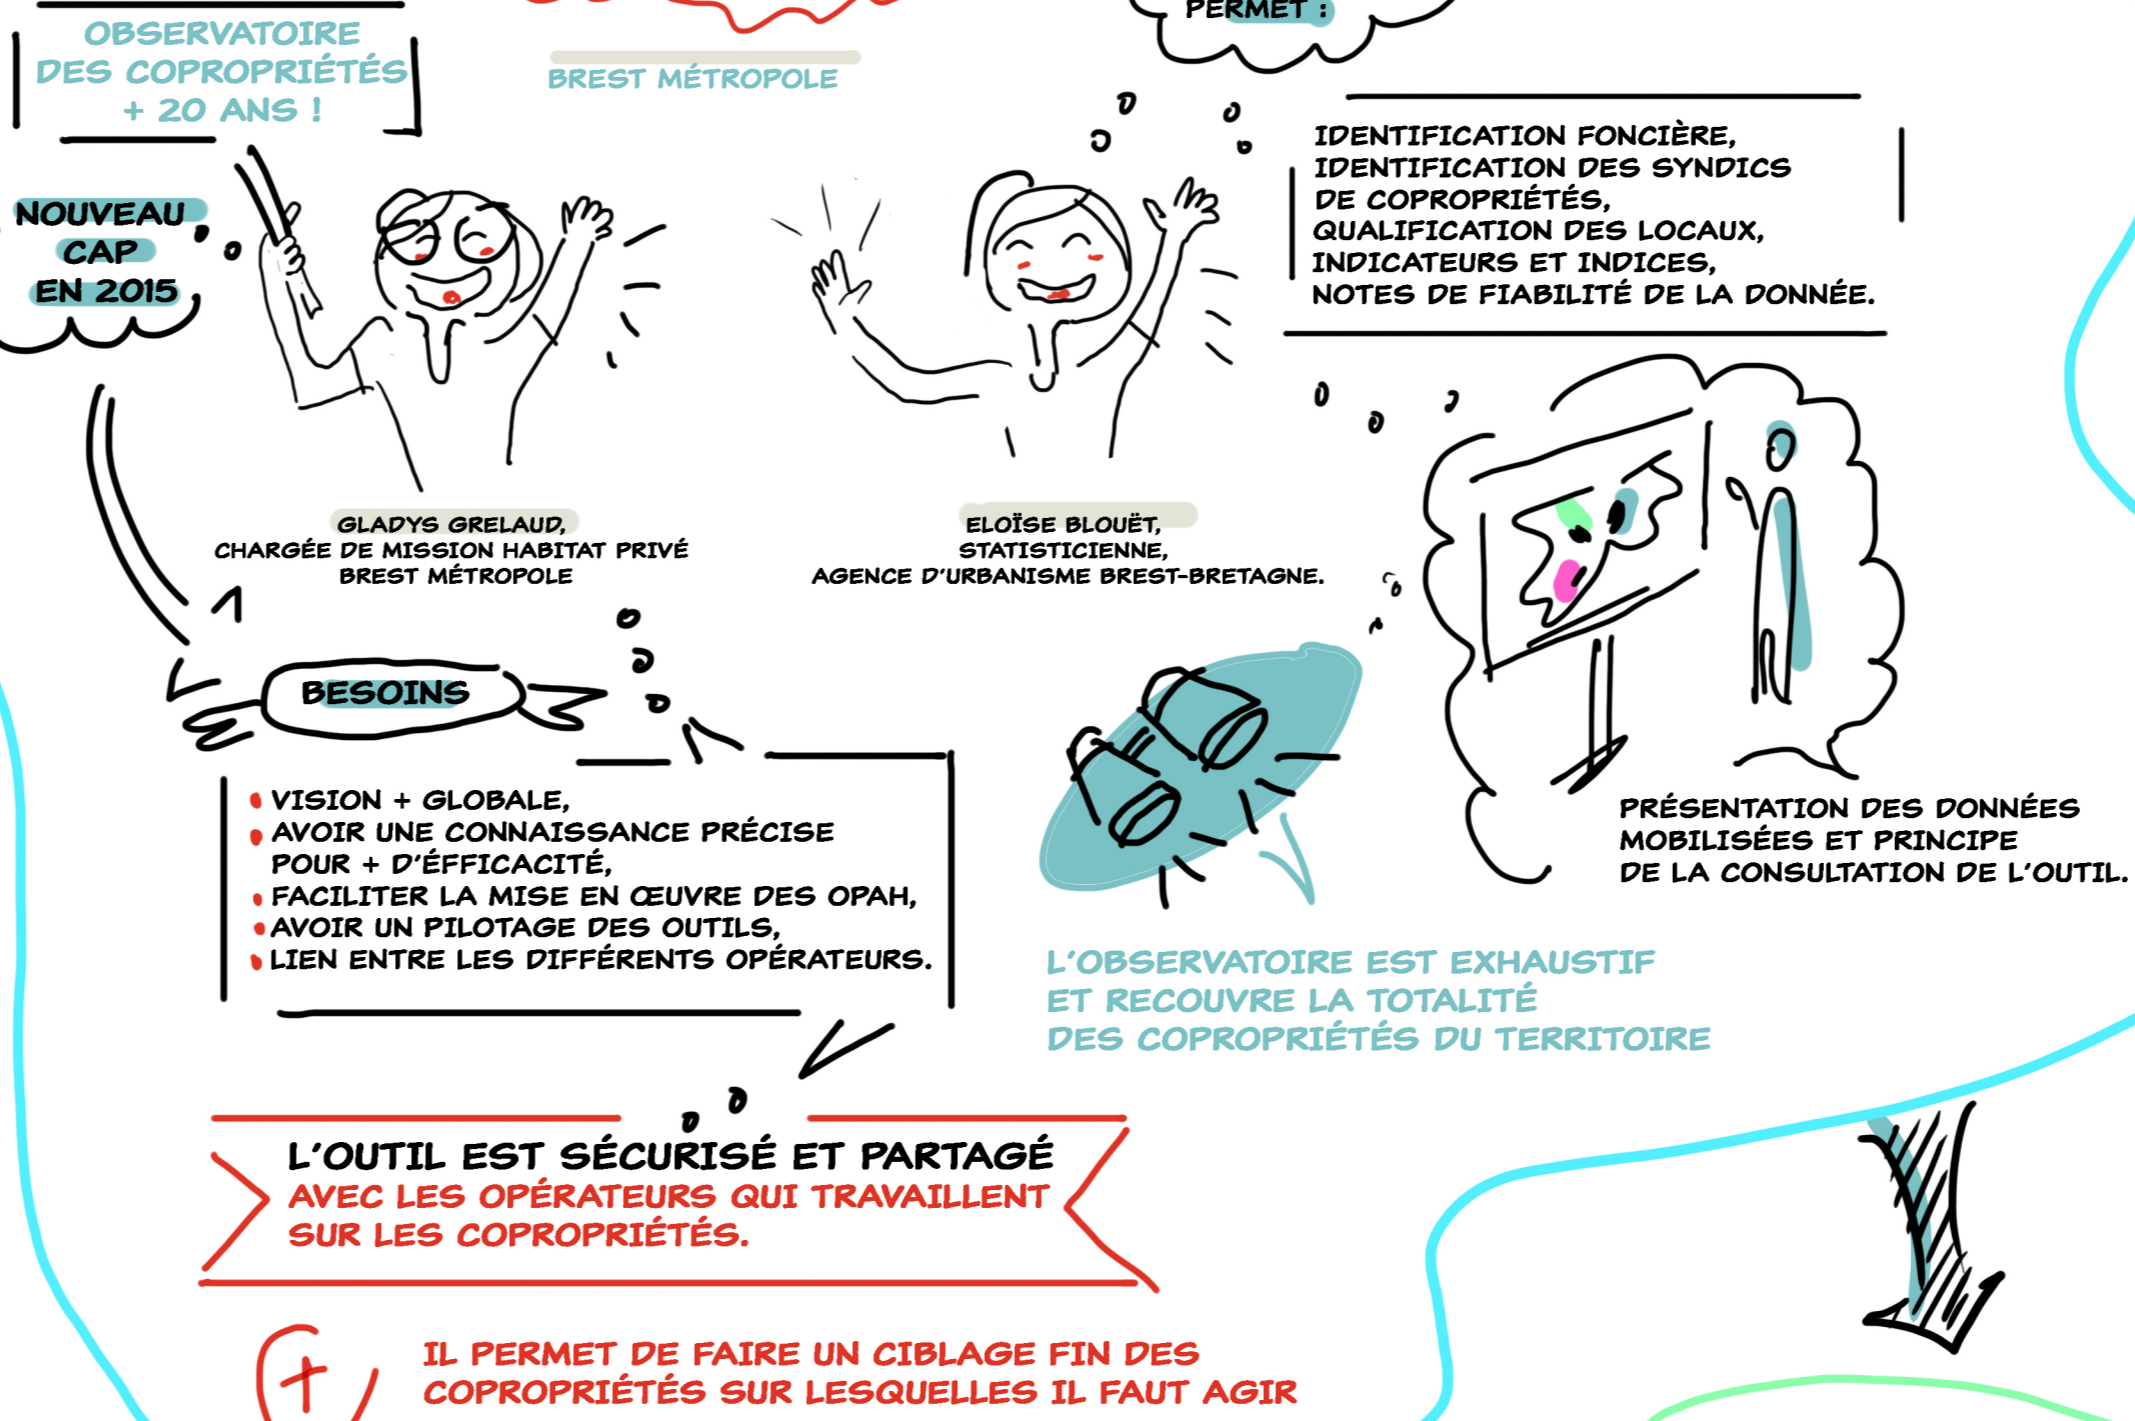 OBSERVATOIRE
DES COPROPRIÉTÉS
+ 20 ANS !
BREST MÉTROPOLE
PERMET :
NOUVEAU
CAP
EN 2015
IDENTIFICATION FONCIÈRE,
IDENTIFICATION DES SYNDICS
DE COPROPRIÉTÉS,
QUALIFICATION DES LOCAUX,
INDICATEURS ET INDICES,
NOTES DE FIABILITÉ DE LA DONNÉE.
GLADYS GRELAUD,
CHARGÉE DE MISSION HABITAT PRIVÉ
BREST MÉTROPOLE
ELOÏSE BLOUËT,
STATISTICIENNE,
AGENCE D'URBANISME BREST-BRETAGNE.
BESOINS
VISION + GLOBALE,
AVOIR UNE CONNAISSANCE PRÉCISE
POUR + D'ÉFFICACITÉ,
FACILITER LA MISE EN ŒUVRE DES OPAH,
AVOIR UN PILOTAGE DES OUTILS,
LIEN ENTRE LES DIFFÉRENTS OPÉRATEURS.
PRÉSENTATION DES DONNÉES
MOBILISÉES ET PRINCIPE
DE LA CONSULTATION DE L'OUTIL.
L'OBSERVATOIRE EST EXHAUSTIF
ET RECOUVRE LA TOTALITÉ
DES COPROPRIÉTÉS DU TERRITOIRE
L'OUTIL EST SÉCURISÉ ET PARTAGÉ
AVEC LES OPÉRATEURS QUI TRAVAILLENT
SUR LES COPROPRIÉTÉS.
+
IL PERMET DE FAIRE UN CIBLAGE FIN DES
COPROPRIÉTÉS SUR LESQUELLES IL FAUT AGIR